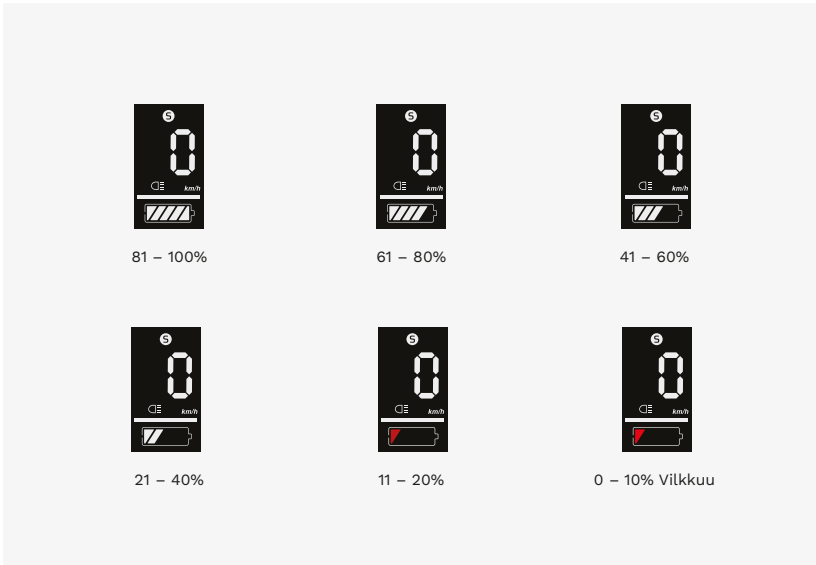 S
S
S
0
0
0
km/h
km/h
km/h
81 – 100%
61 – 80%
41 – 60%
S
S
S
0
0
0
km/h
km/h
km/h
21 – 40%
11 – 20%
0 – 10% Vilkkuu